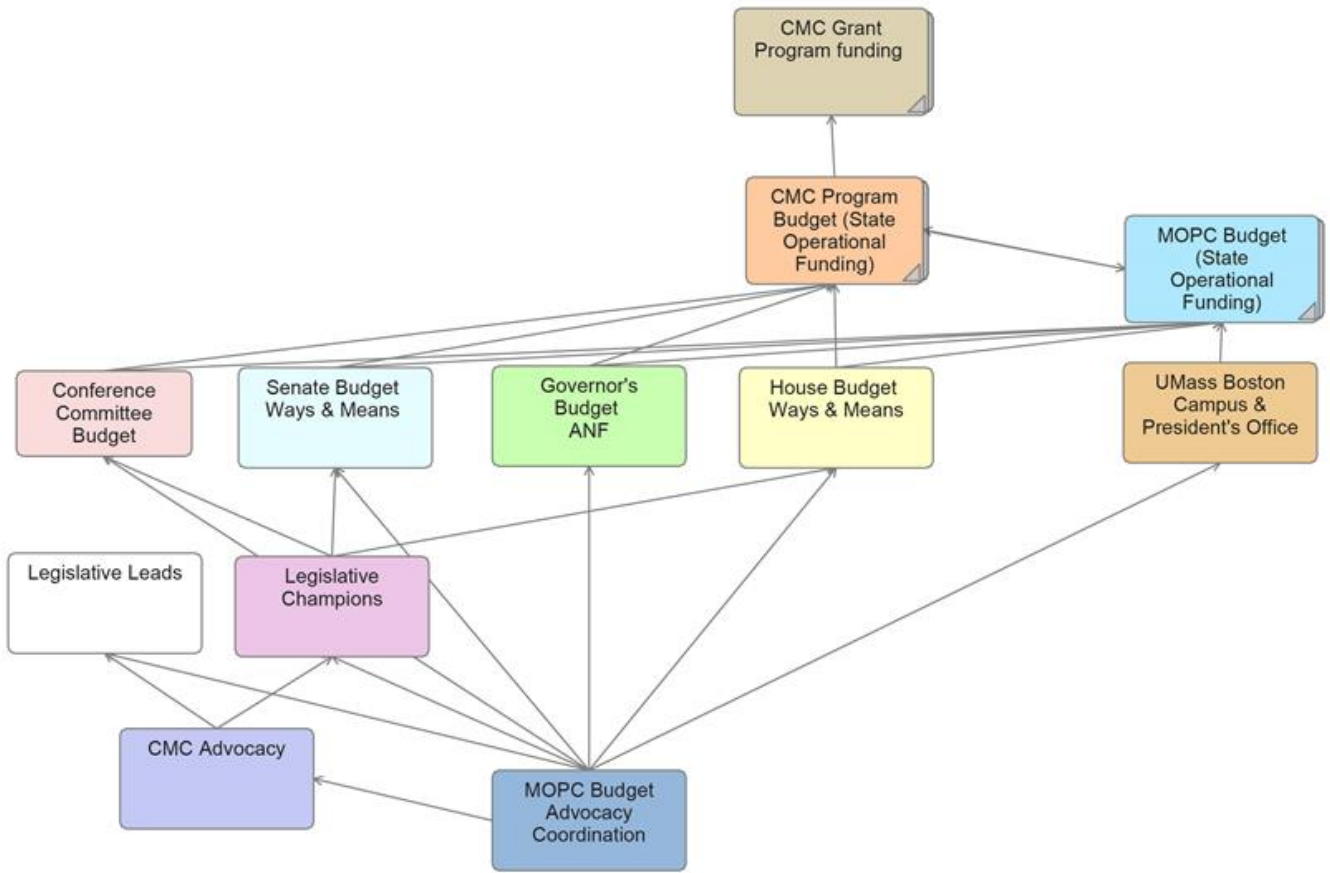 CMC Grant
Program funding
CMC Program
Budget (State
Operational
Funding)
MOPC Budget
(State
Operational
Funding)
Conference
Committee
Budget
Senate Budget
Ways & Means
Governor's
Budget
ANF
House Budget
Ways & Means
UMass Boston
Campus &
President's Office
Legislative Leads
Legislative
Champions
CMC Advocacy
MOPC Budget
Advocacy
Coordination